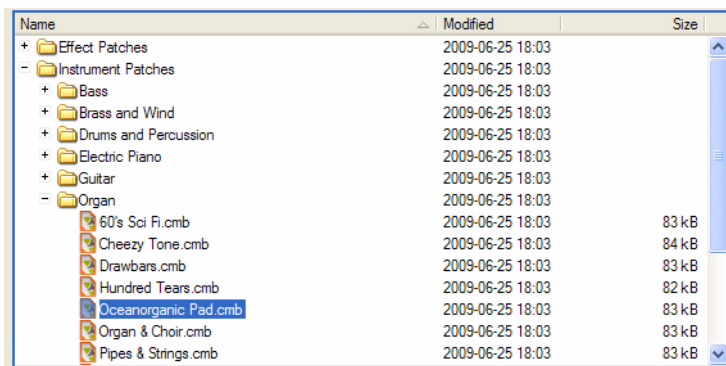 Name Modified Size
Effect Patches 2009-06-25 18:03
Instrument Patches 2009-06-25 18:03
Bass 2009-06-25 18:03
Brass and Wind 2009-06-25 18:03
Drums and Percussion 2009-06-25 18:03
Electric Piano 2009-06-25 18:03
Guitar 2009-06-25 18:03
Organ 2009-06-25 18:03
60's Sci Fi.cmb 2009-06-25 18:03 83 kB
Cheezy Tone.cmb 2009-06-25 18:03 84 kB
Drawbars.cmb 2009-06-25 18:03 83 kB
Hundred Tears.cmb 2009-06-25 18:03 82 kB
Oceanorganic Pad.cmb 2009-06-25 18:03 83 kB
Organ & Choir.cmb 2009-06-25 18:03 83 kB
Pipes & Strings.cmb 2009-06-25 18:03 83 kB